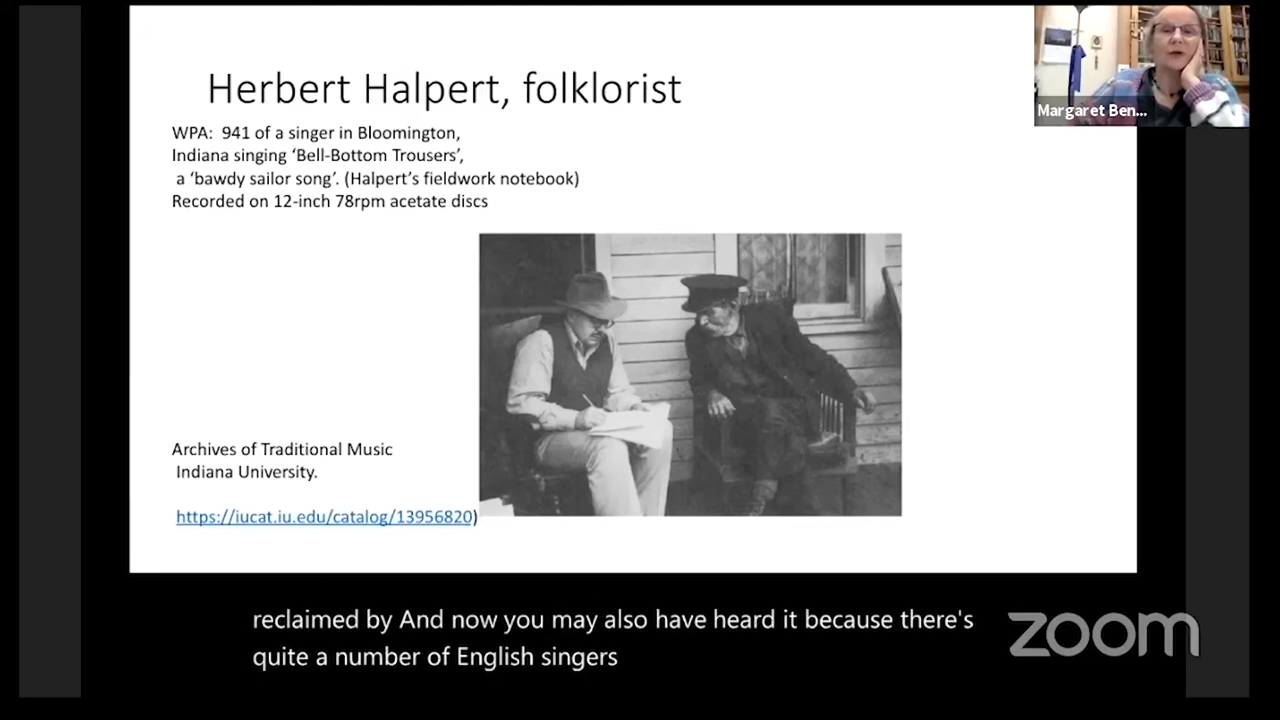 Herbert Halpert, folklorist
WPA:  941 of a singer in Bloomington,
Indiana singing ‘Bell-Bottom Trousers’,
a ‘bawdy sailor song’. (Halpert’s fieldwork notebook)
Recorded on 12-inch 78rpm acetate discs
Archives of Traditional Music
Indiana University.
https://iucat.iu.edu/catalog/13956820)
Margaret Ben...
reclaimed by And now you may also have heard it because there's
quite a number of English singers
zoom